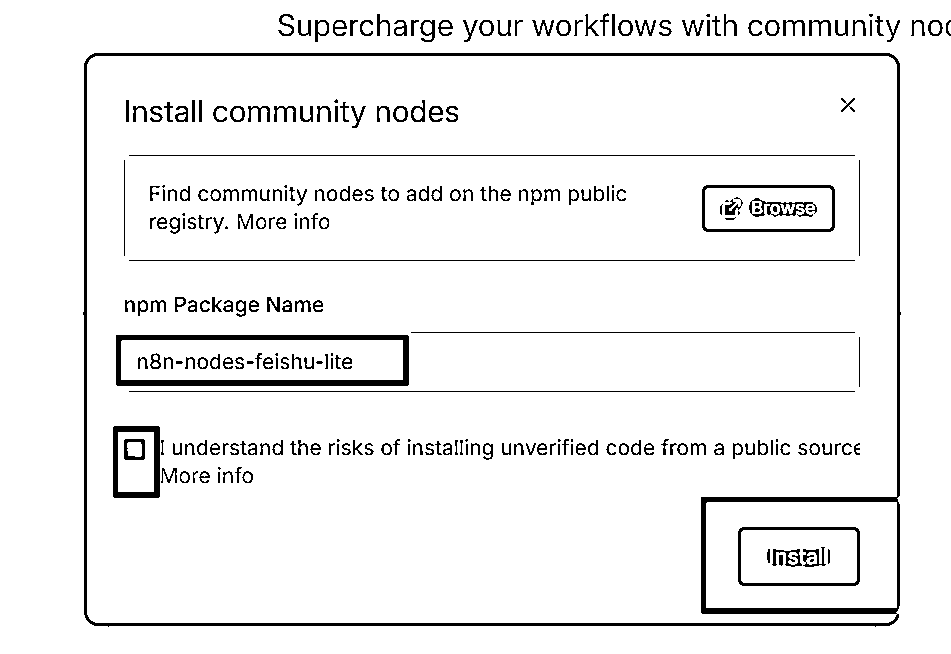 Supercharge your workflows with community
Install community nodes
Find community nodes to add on the npm public
registry. More info
Browse
npm Package Name
n8n-nodes-feishu-lite
I understand the risks of installing unverified code from a public source
More info
Install